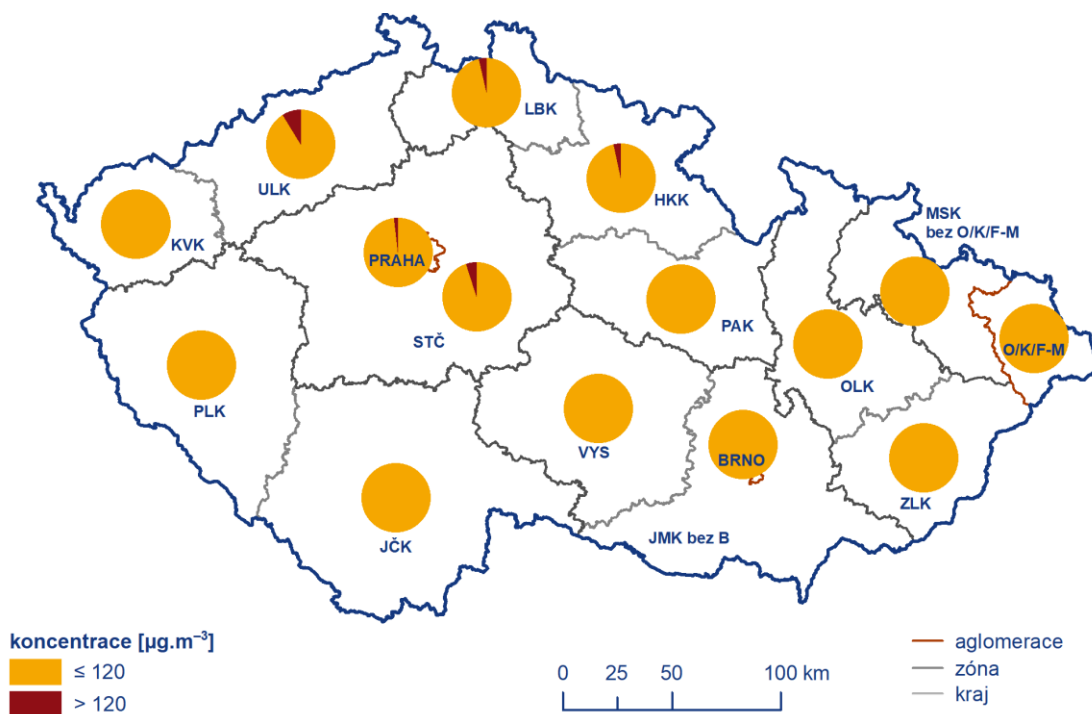 LBK
ULK
HKK
KVK
MSK
bez O/K/F-M
PRAHA
STČ
PAK
O/K/F-M
OLK
PLK
VYS
BRNO
ZLK
JČK
JMK bez B
koncentrace [µg.m⁻³]
≤ 120
> 120
0 25 50 100 km
aglomerace
zóna
kraj